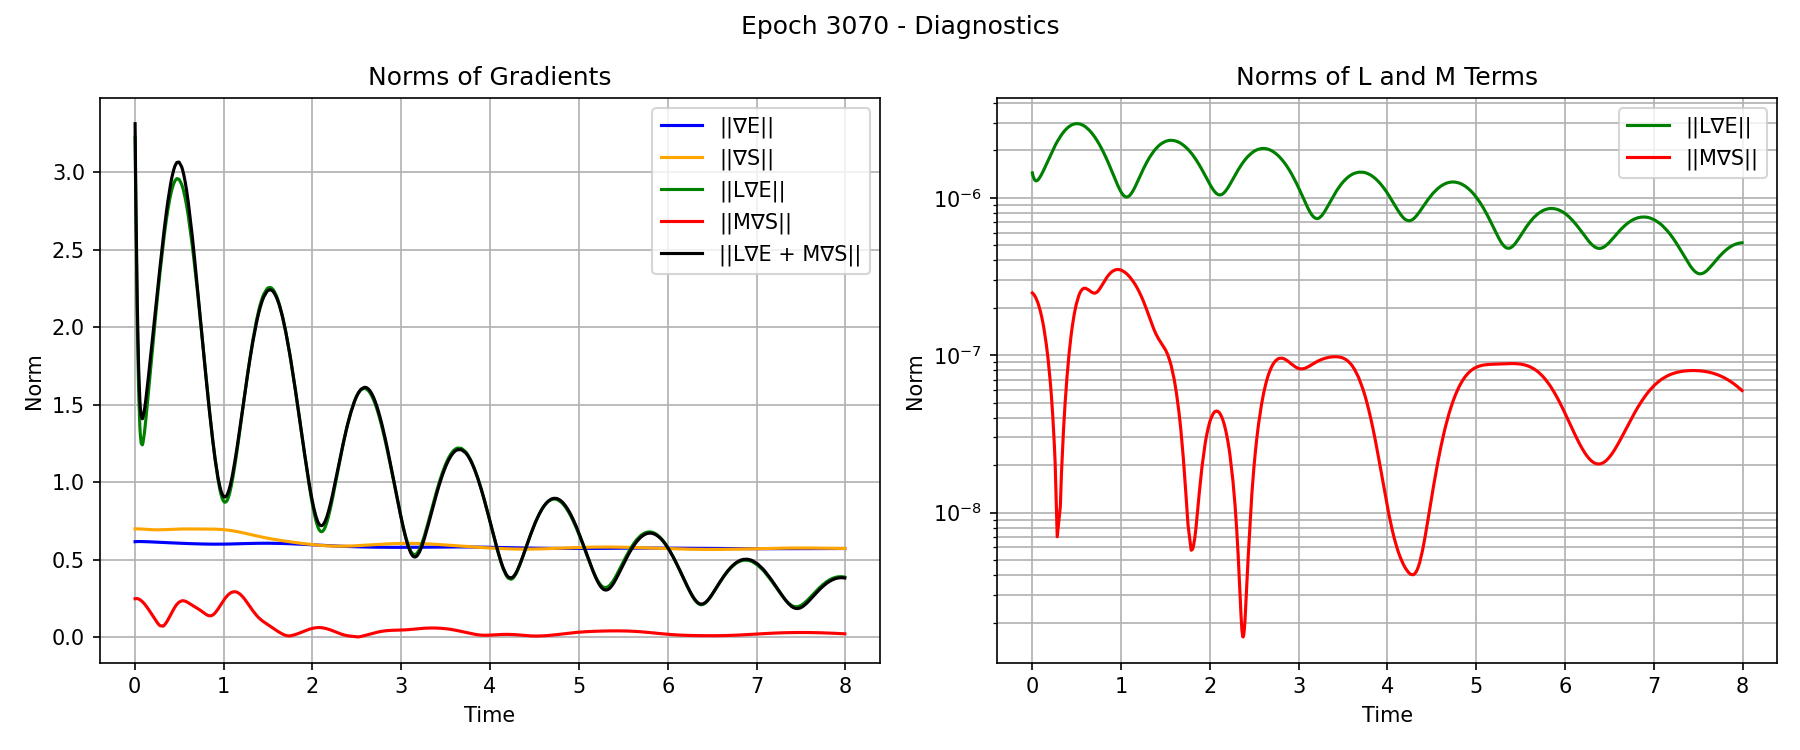 Epoch 3070 - Diagnostics
Norms of Gradients
Norm
3.0
2.5
2.0
1.5
1.0
0.5
0.0
||∇E||
||∇S||
||L∇E||
||M∇S||
||L∇E + M∇S||
0 1 2 3 4 5 6 7 8
Time
Norms of L and M Terms
Norm
10⁻⁶
10⁻⁷
10⁻⁸
||L∇E||
||M∇S||
0 1 2 3 4 5 6 7 8
Time